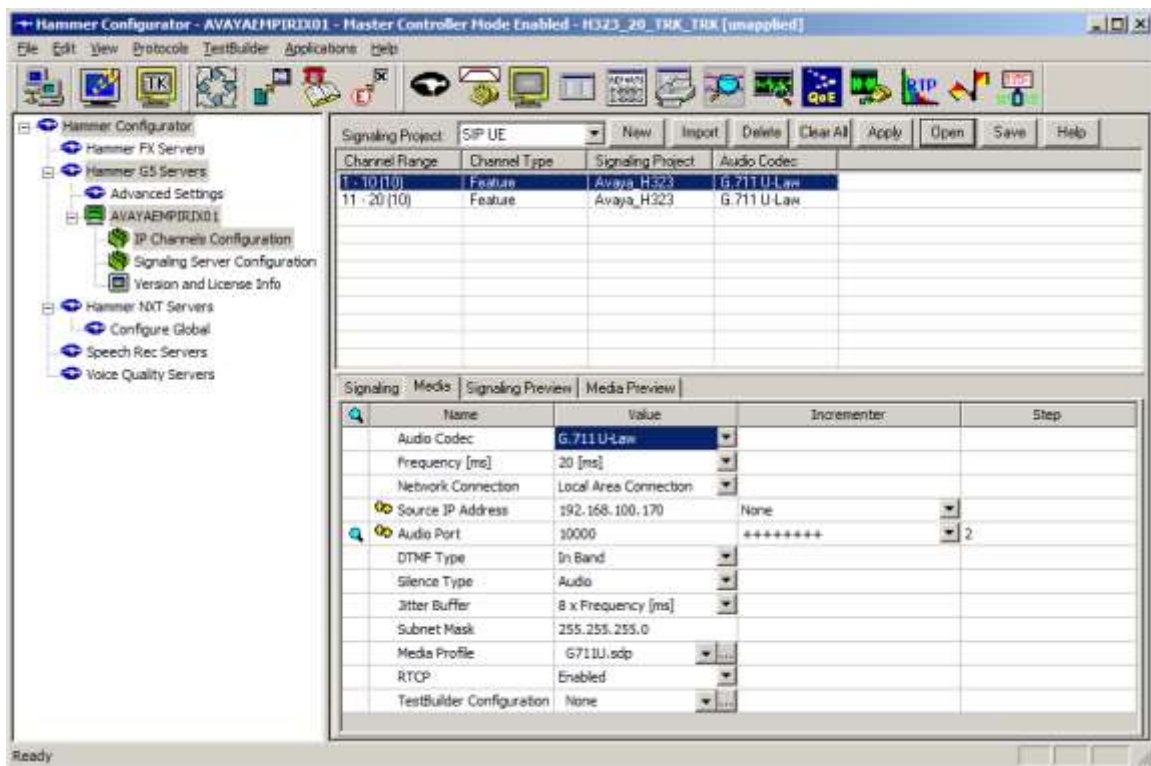 Hammer Configurator - AVAYAEMPIRIX01 - Master Controller Mode Enabled - H323_20_TRK_TRK [unapplied]
File Edit View Protocols TestBuilder Applications Help
TK
QoE
RTP
Hammer Configurator
Hammer FX Servers
Hammer G5 Servers
Advanced Settings
AVAYAEMPIRIX01
IP Channels Configuration
Signaling Server Configuration
Version and License Info
Hammer NXT Servers
Configure Global
Speech Rec Servers
Voice Quality Servers
Signaling Project SIP UE New Import Delete Clear All Apply Open Save Help
Channel Range Channel Type Signaling Project Audio Codec
1 - 10 (10) Feature Avaya_H323 G.711 U-Law
11 - 20 (10) Feature Avaya_H323 G.711 U-Law
Signaling Media Signaling Preview Media Preview
Name Value Incrementer Step
Audio Codec G.711 U-Law
Frequency [ms] 20 [ms]
Network Connection Local Area Connection
Source IP Address 192.168.100.170 None
Audio Port 10000 ++++++++ 2
DTMF Type In Band
Silence Type Audio
Jitter Buffer 8 x Frequency [ms]
Subnet Mask 255.255.255.0
Media Profile G711U.sdp ...
RTCP Enabled
TestBuilder Configuration None ...
Ready